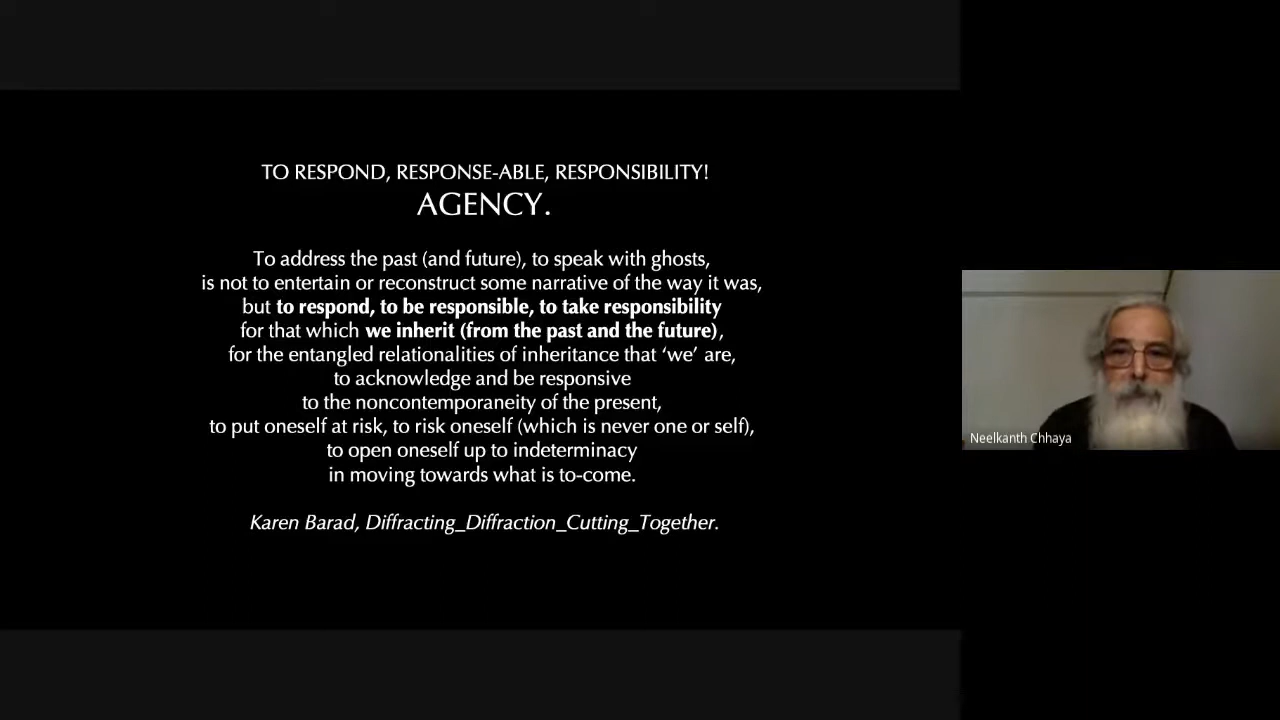 TO RESPOND, RESPONSE-ABLE, RESPONSIBILITY!
AGENCY.
To address the past (and future), to speak with ghosts,
is not to entertain or reconstruct some narrative of the way it was,
but to respond, to be responsible, to take responsibility
for that which we inherit (from the past and the future),
for the entangled relationalities of inheritance that ‘we’ are,
to acknowledge and be responsive
to the noncontemporaneity of the present,
to put oneself at risk, to risk oneself (which is never one or self),
to open oneself up to indeterminacy
in moving towards what is to-come.
Karen Barad, Diffracting_Diffraction_Cutting_Together.
Neelkanth Chhaya